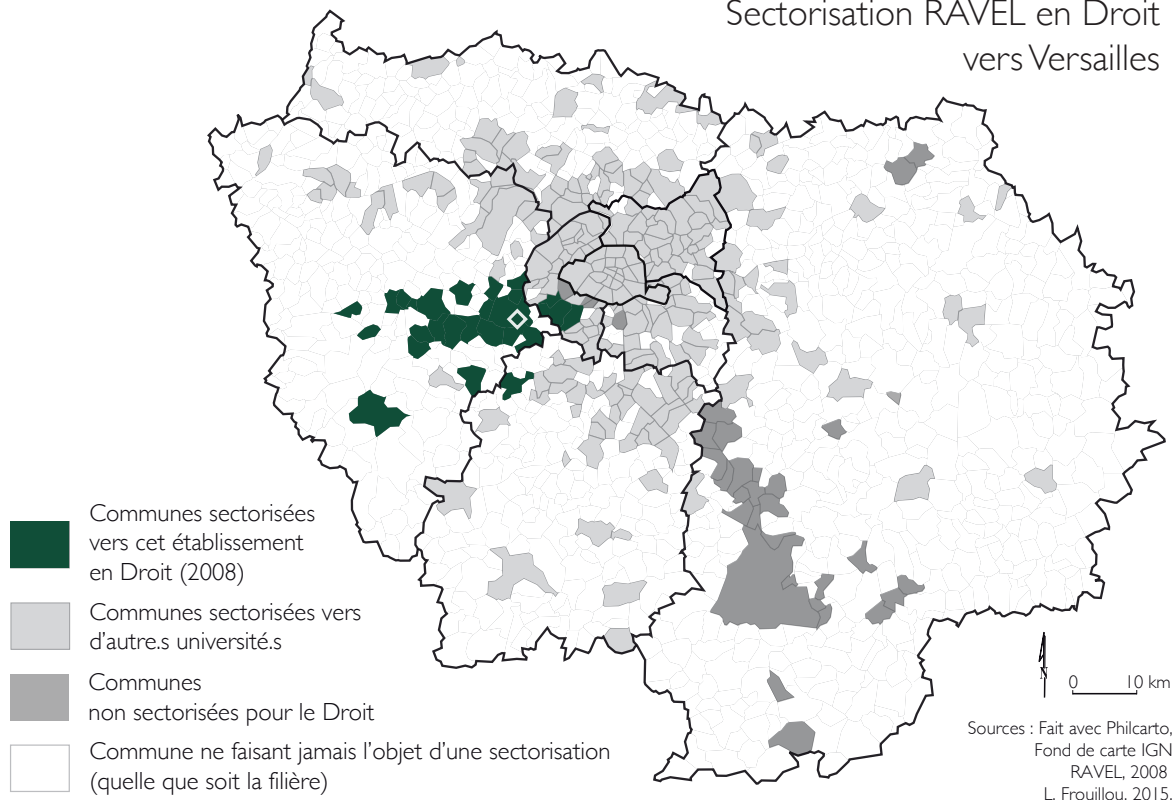 Sectorisation RAVEL en Droit
vers Versailles
Communes sectorisées
vers cet établissement
en Droit (2008)
Communes sectorisées vers
d'autre.s université.s
Communes
non sectorisées pour le Droit
Commune ne faisant jamais l'objet d'une sectorisation
(quelle que soit la filière)
N
0 10 km
Sources : Fait avec Philcarto,
Fond de carte IGN
RAVEL, 2008
L. Frouillou, 2015.